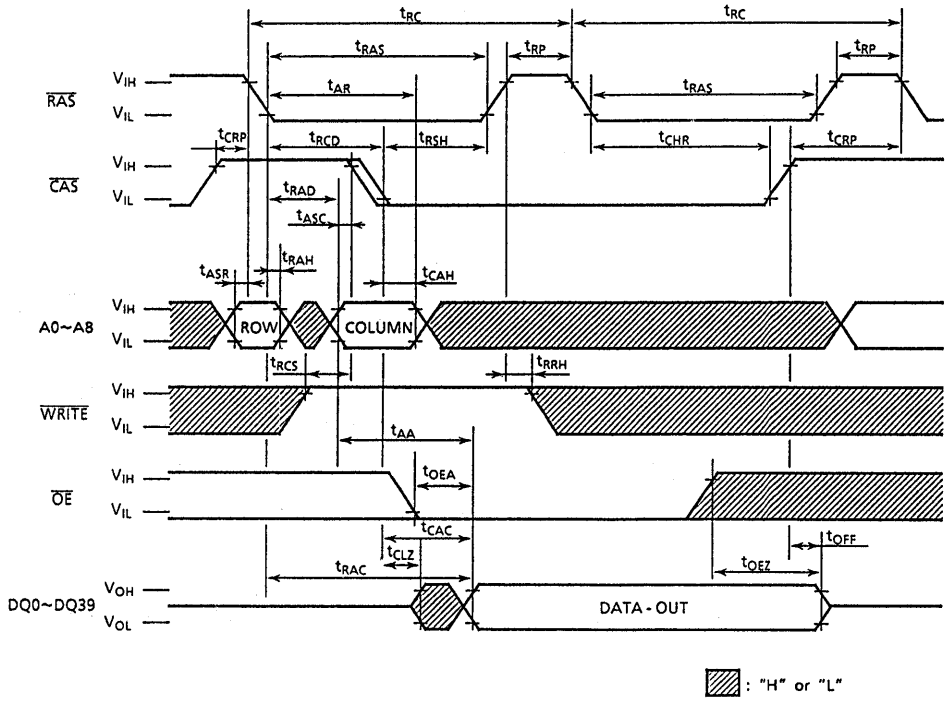 tRC tRC
tRAS tRP tRAS tRP
tAR
RAS VIH
VIL
tCRP tRCD tRSH tCHR tCRP
CAS VIH
VIL
tRAD
tASC
tASR tRAH tCAH
A0~A8 VIH
VIL
ROW COLUMN
tRCS tRRH
WRITE VIH
VIL
tAA
OE VIH
VIL
tOEA
tCAC
tCLZ tOEZ tOFF
tRAC
DQ0~DQ39 VOH
VOL
DATA - OUT
: "H" or "L"